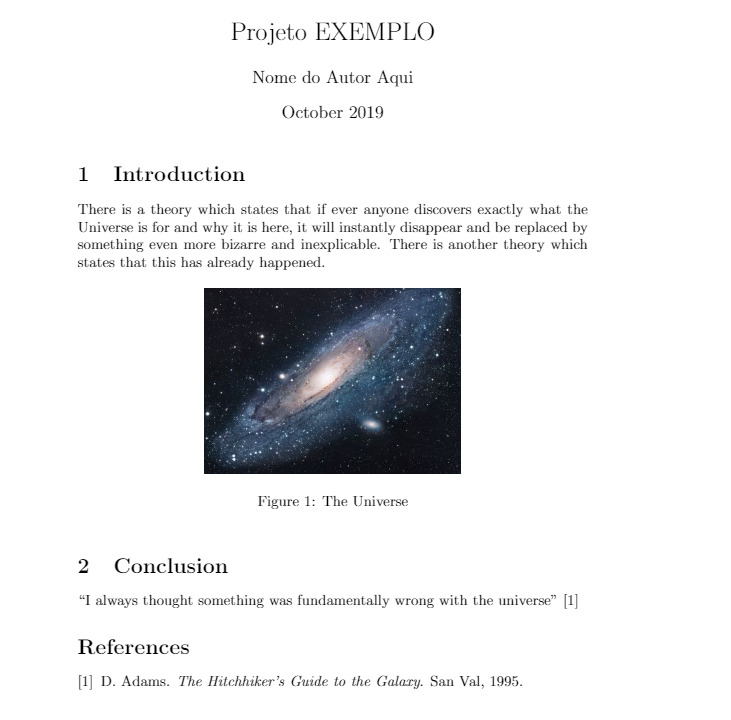 Projeto EXEMPLO
Nome do Autor Aqui
October 2019
1 Introduction
There is a theory which states that if ever anyone discovers exactly what the
Universe is for and why it is here, it will instantly disappear and be replaced by
something even more bizarre and inexplicable. There is another theory which
states that this has already happened.
Figure 1: The Universe
2 Conclusion
“I always thought something was fundamentally wrong with the universe” [1]
References
[1] D. Adams. The Hitchhiker’s Guide to the Galaxy. San Val, 1995.